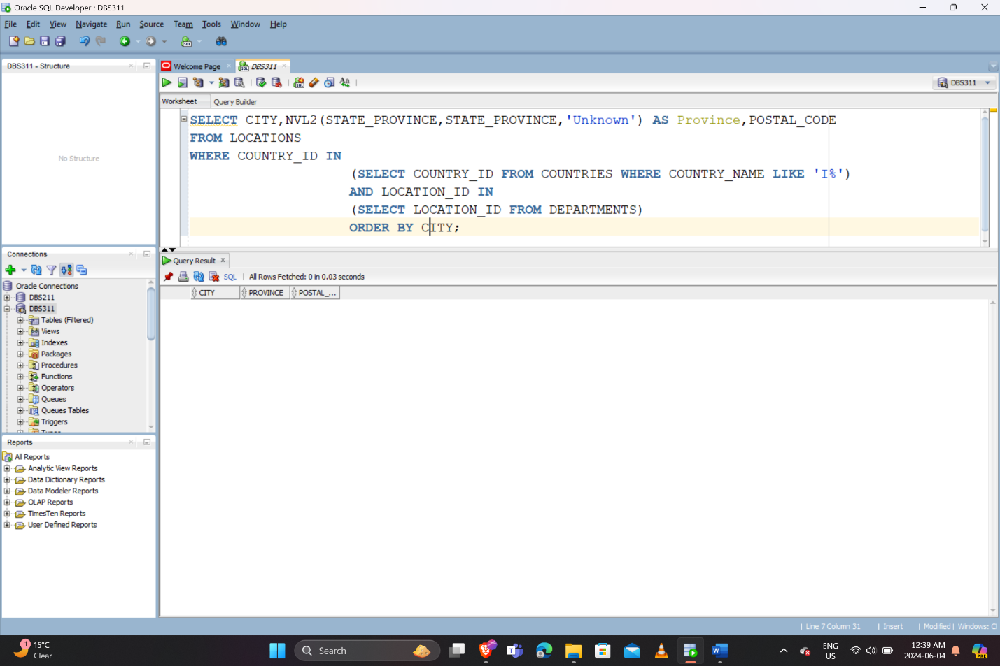 Oracle SQL Developer : DBS311
File Edit View Navigate Run Source Team Tools Window Help
DBS311 - Structure
No Structure
Welcome Page
DBS311
DBS311
Worksheet
Query Builder
SELECT CITY,NVL2(STATE_PROVINCE,STATE_PROVINCE,'Unknown') AS Province,POSTAL_CODE
FROM LOCATIONS
WHERE COUNTRY_ID IN
(SELECT COUNTRY_ID FROM COUNTRIES WHERE COUNTRY_NAME LIKE 'I%')
AND LOCATION_ID IN
(SELECT LOCATION_ID FROM DEPARTMENTS)
ORDER BY CITY;
Query Result
SQL All Rows Fetched: 0 in 0.03 seconds
CITY PROVINCE POSTAL_...
Connections
Oracle Connections
DBS211
DBS311
Tables (Filtered)
Views
Indexes
Packages
Procedures
Functions
Operators
Queues
Queues Tables
Triggers
Reports
All Reports
Analytic View Reports
Data Dictionary Reports
Data Modeler Reports
OLAP Reports
TimesTen Reports
User Defined Reports
Line 7 Column 31 Insert Modified Windows:
1
15°C
Clear
Search
ENG
US
12:39 AM
2024-06-04
PRE